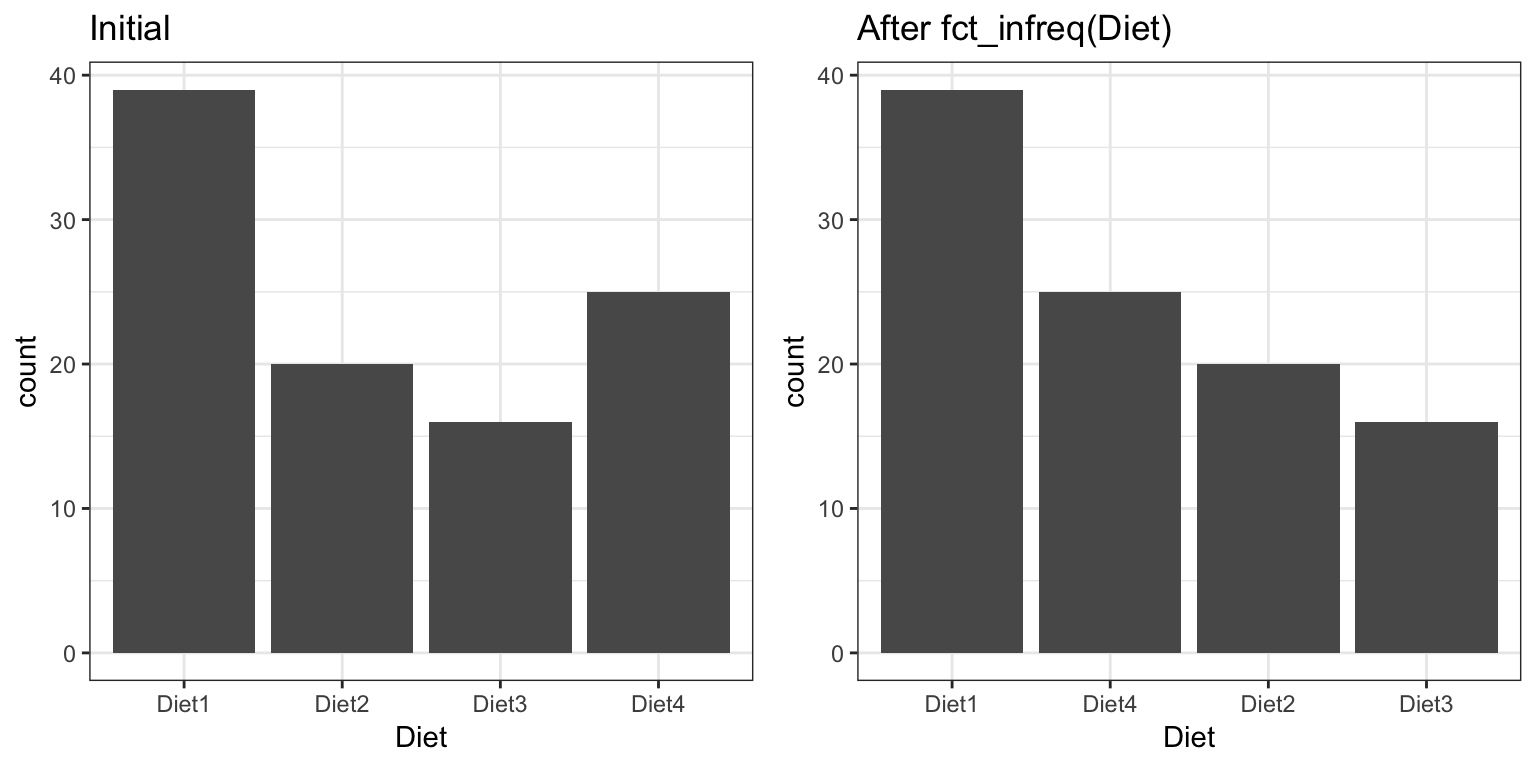 Initial
40
30
20
10
0
count
Diet1 Diet2 Diet3 Diet4
Diet
After fct_infreq(Diet)
40
30
20
10
0
count
Diet1 Diet4 Diet2 Diet3
Diet